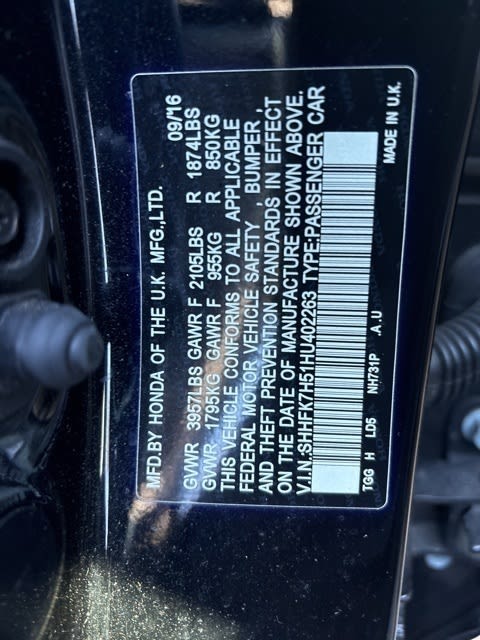 MFD.BY HONDA OF THE U.K. MFG.,LTD. 09/16
GVWR 3957LBS GAWR F 2105LBS R 1874LBS
GVWR 1795KG GAWR F 955KG R 850KG
THIS VEHICLE CONFORMS TO ALL APPLICABLE
FEDERAL MOTOR VEHICLE SAFETY , BUMPER ,
AND THEFT PREVENTION STANDARDS IN EFFECT
ON THE DATE OF MANUFACTURE SHOWN ABOVE.
V.I.N.:SHHFK7H51HU402263 TYPE:PASSENGER CAR
TGG H LD5 NH731P .A .U MADE IN U.K.